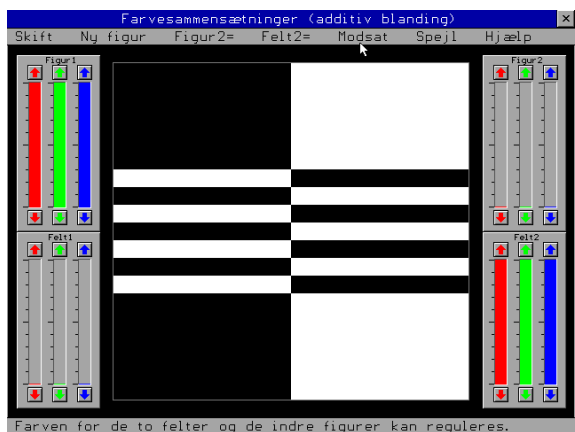 Farvesammensætninger (additiv blanding)
Skift Ny figur Figur2= Felt2= Modsat Spejl Hjælp
Figur1
Figur2
Felt1
Felt2
Farven for de to felter og de indre figurer kan reguleres.